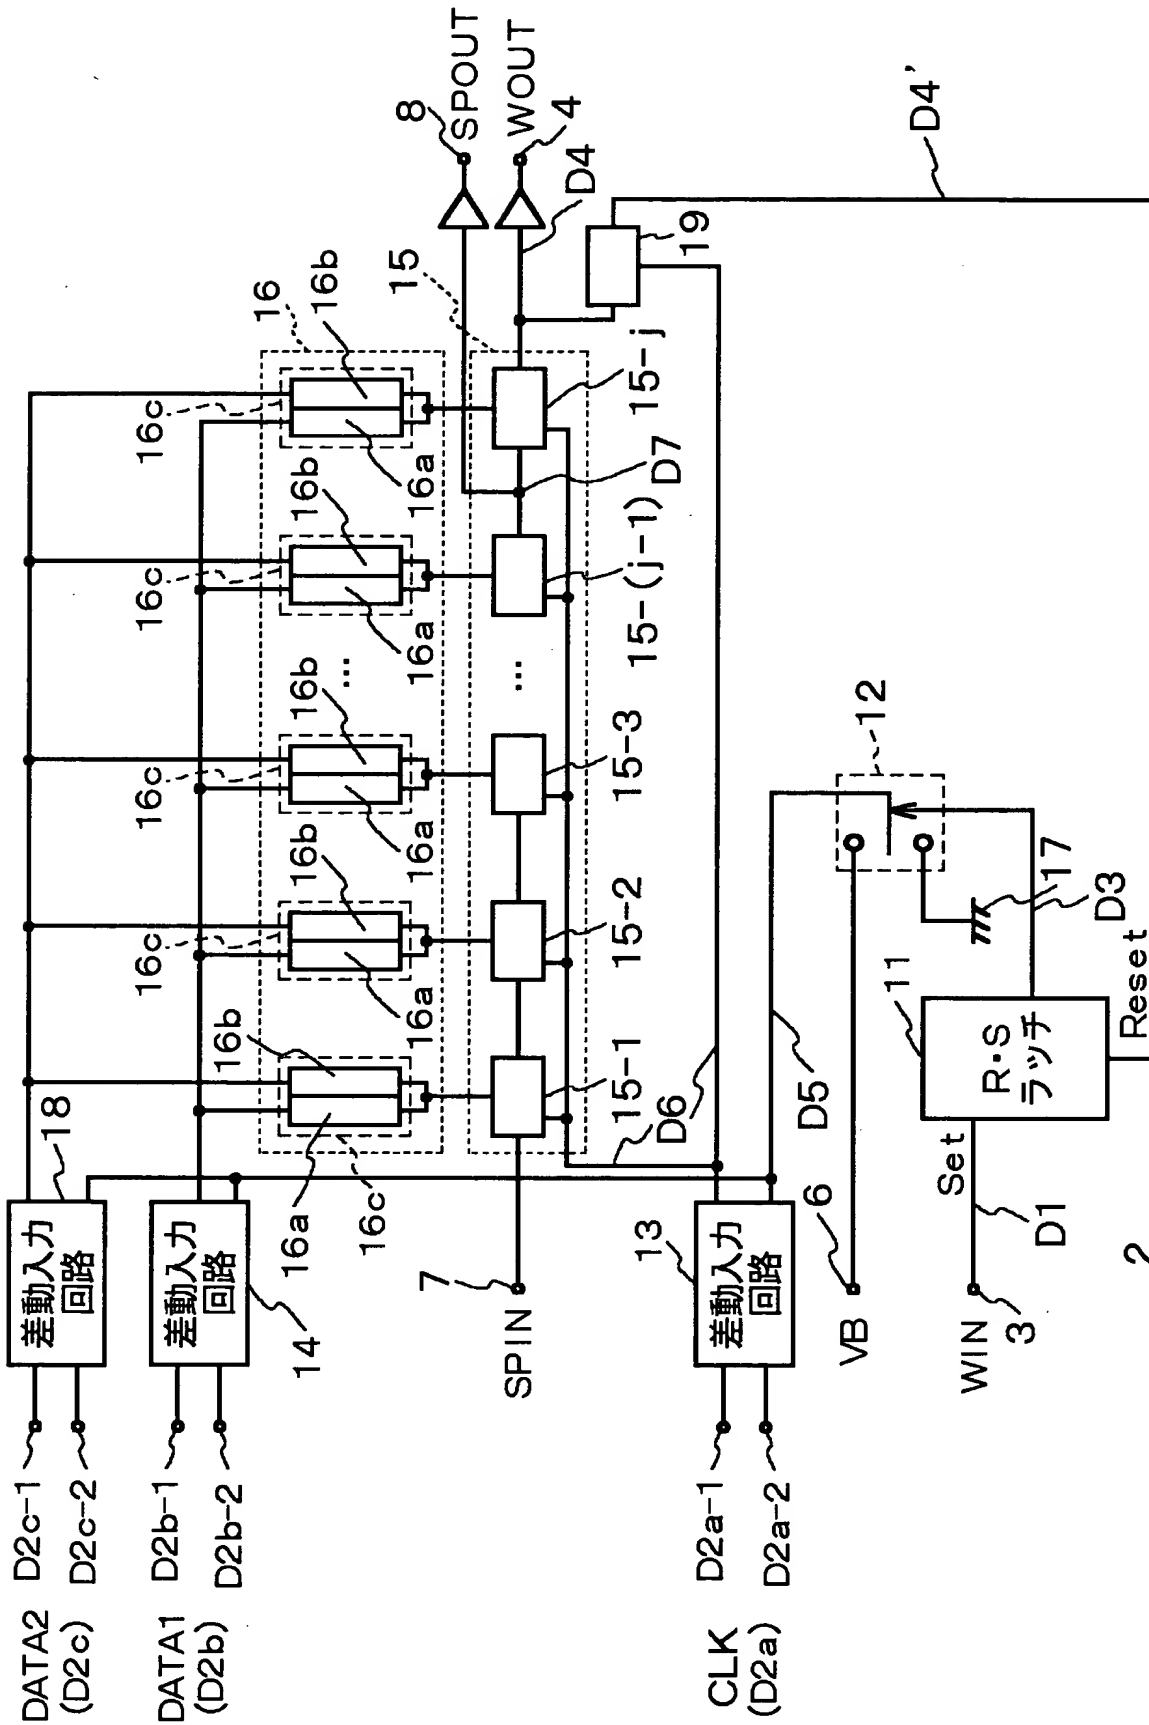 DATA2
(D2c)
D2c-1
D2c-2
差動入力
回路
18
DATA1
(D2b)
D2b-1
D2b-2
差動入力
回路
14
16c
16c
16c
16c
16c
16
16a
16b
16a
16b
16a
16b
...
16a
16b
16a
16b
SPIN
7
15
15-1
15-2
15-3
...
15-(j-1)
15-j
D7
8
SPOUT
4
WOUT
D4
19
D4'
D6
CLK
(D2a)
D2a-1
D2a-2
差動入力
回路
13
D5
VB
6
12
17
WIN
3
D1
Set
R・S
ラッチ
11
Reset
D3
2